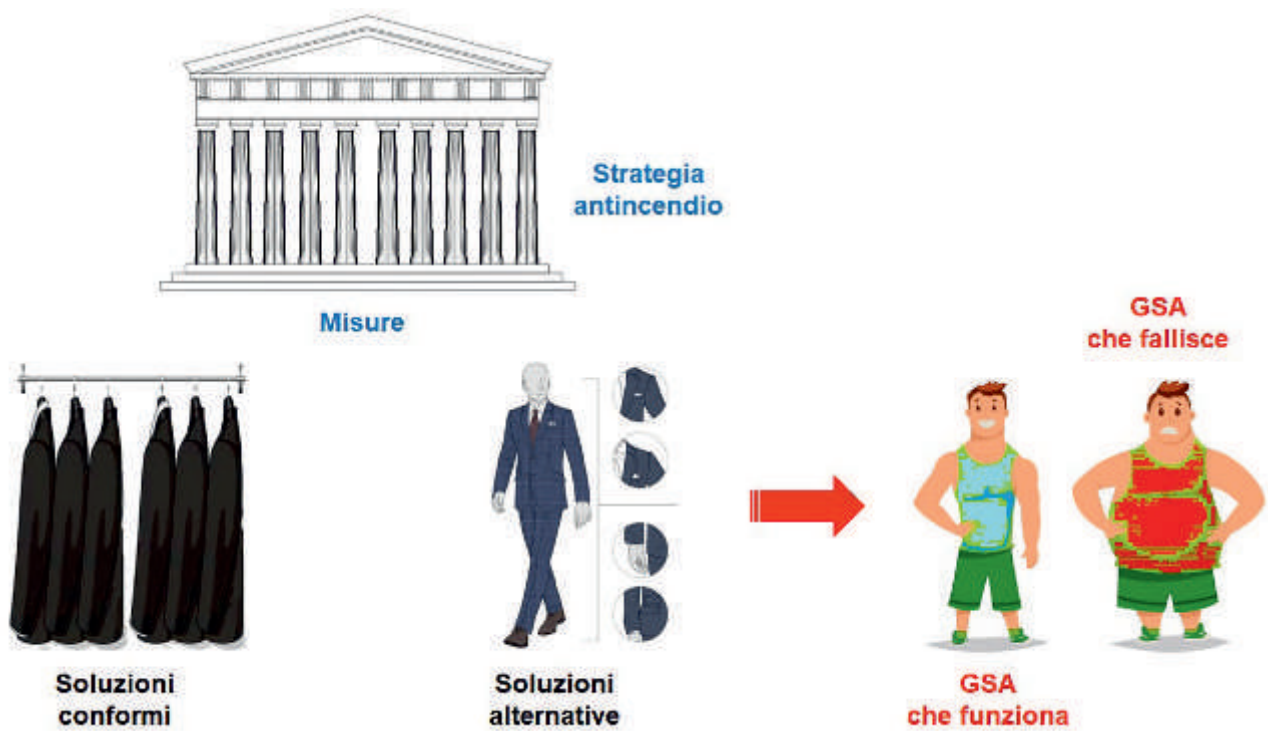 Strategia
antincendio
Misure
GSA
che fallisce
Soluzioni
conformi
Soluzioni
alternative
GSA
che funziona